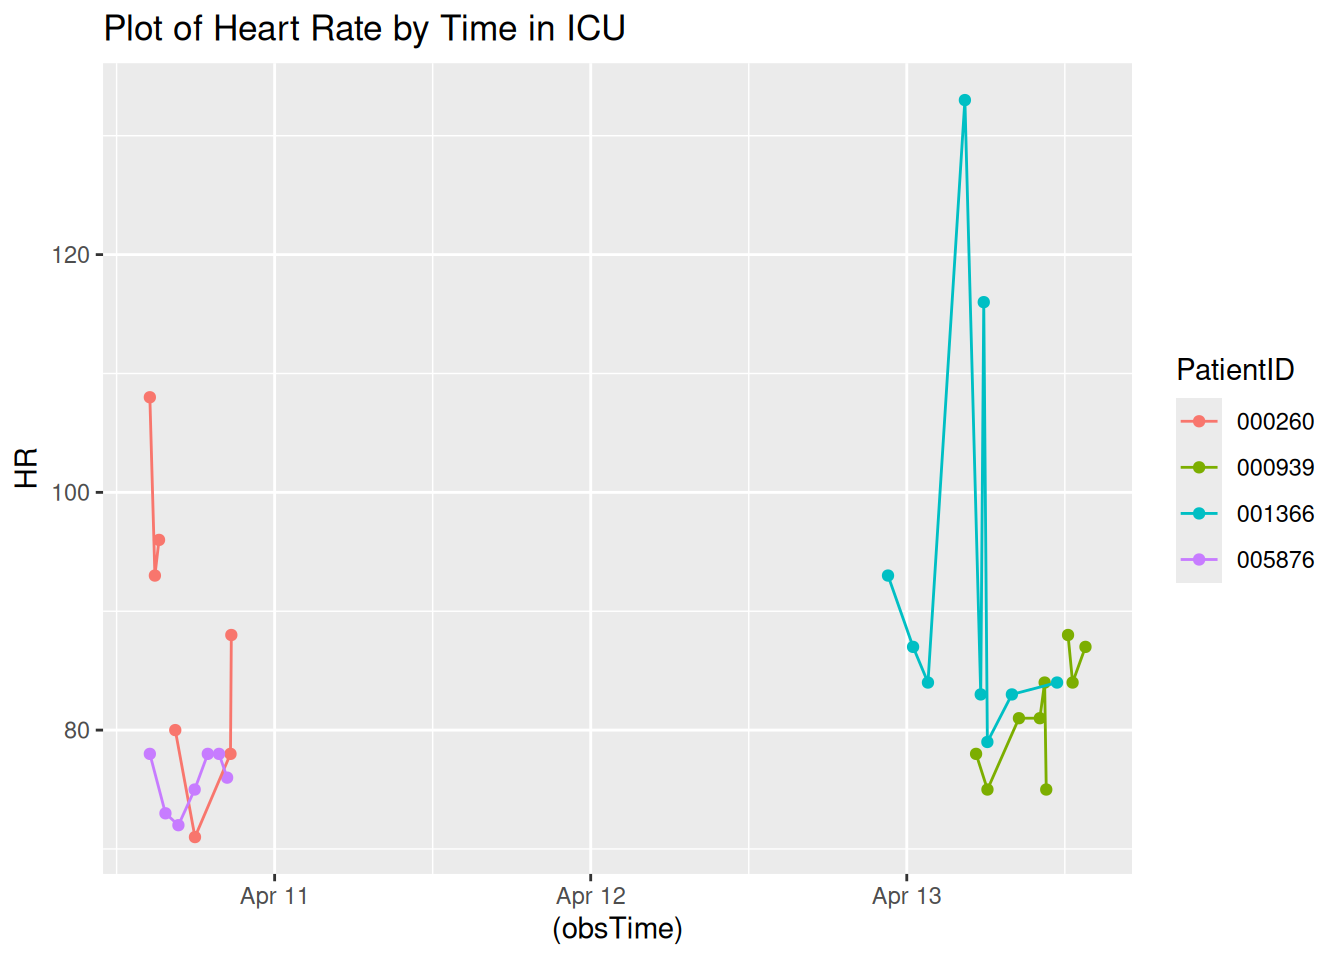 Plot of Heart Rate by Time in ICU
120
100
80
HR
Apr 11
Apr 12
Apr 13
(obsTime)
PatientID
000260
000939
001366
005876